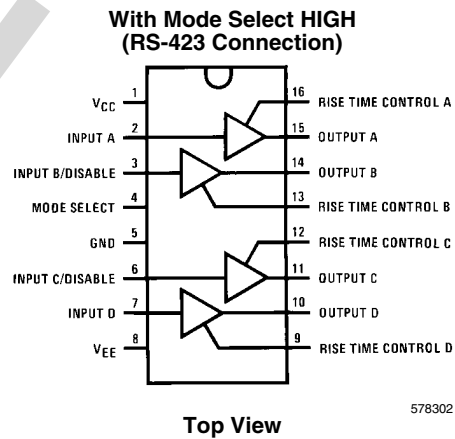 With Mode Select HIGH
(RS-423 Connection)
VCC 1
INPUT A 2
INPUT B/DISABLE 3
MODE SELECT 4
GND 5
INPUT C/DISABLE 6
INPUT D 7
VEE 8
16 RISE TIME CONTROL A
15 OUTPUT A
14 OUTPUT B
13 RISE TIME CONTROL B
12 RISE TIME CONTROL C
11 OUTPUT C
10 OUTPUT D
9 RISE TIME CONTROL D
578302
Top View